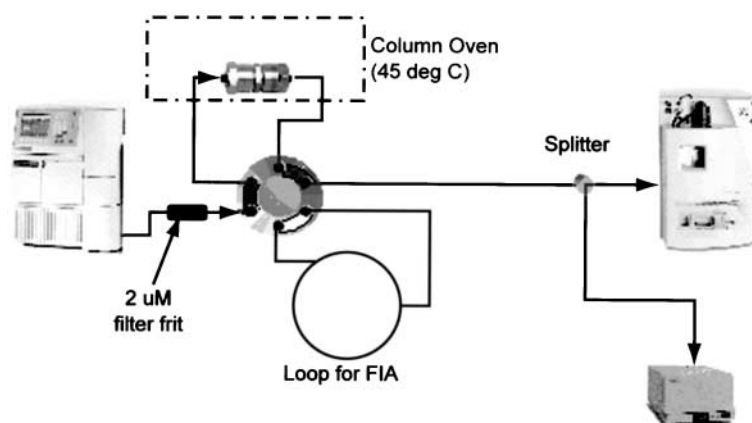 Column Oven
(45 deg C)
Splitter
2 uM
filter frit
Loop for FIA